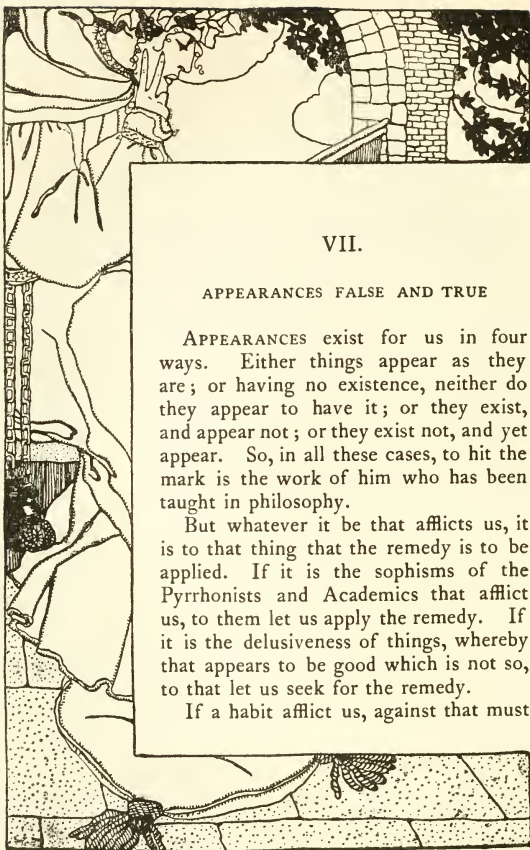 VII.
APPEARANCES FALSE AND TRUE
APPEARANCES exist for us in four
ways. Either things appear as they
are; or having no existence, neither do
they appear to have it; or they exist,
and appear not; or they exist not, and yet
appear. So, in all these cases, to hit the
mark is the work of him who has been
taught in philosophy.
But whatever it be that afflicts us, it
is to that thing that the remedy is to be
applied. If it is the sophisms of the
Pyrrhonists and Academics that afflict
us, to them let us apply the remedy. If
it is the delusiveness of things, whereby
that appears to be good which is not so,
to that let us seek for the remedy.
If a habit afflict us, against that must